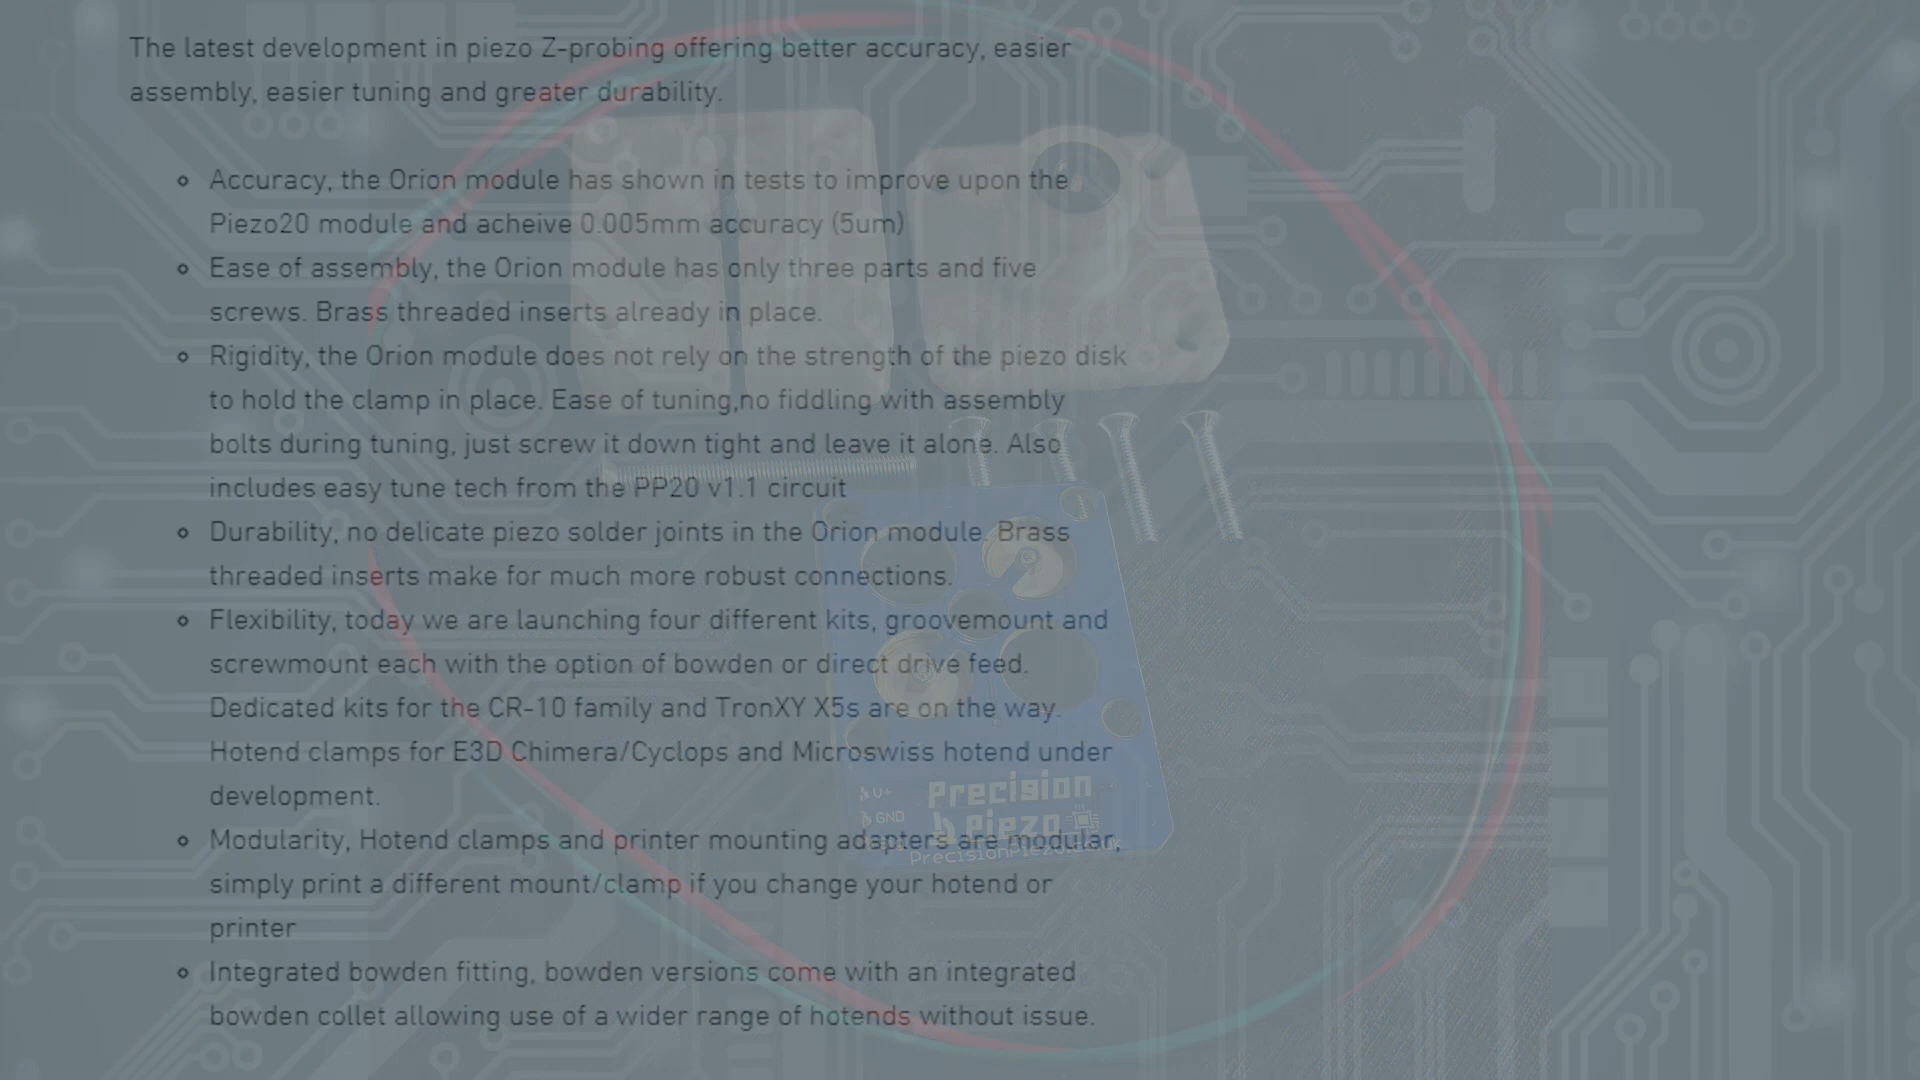 The latest development in piezo Z-probing offering better accuracy, easier
assembly, easier tuning and greater durability.
Accuracy, the Orion module has shown in tests to improve upon the
Piezo20 module and acheive 0.005mm accuracy (5um)
Ease of assembly, the Orion module has only three parts and five
screws. Brass threaded inserts already in place.
Rigidity, the Orion module does not rely on the strength of the piezo disk
to hold the clamp in place. Ease of tuning,no fiddling with assembly
bolts during tuning, just screw it down tight and leave it alone. Also
includes easy tune tech from the PP20 v1.1 circuit
Durability, no delicate piezo solder joints in the Orion module. Brass
threaded inserts make for much more robust connections.
Flexibility, today we are launching four different kits, groovemount and
screwmount each with the option of bowden or direct drive feed.
Dedicated kits for the CR-10 family and TronXY X5s are on the way.
Hotend clamps for E3D Chimera/Cyclops and Microswiss hotend under
development.
Modularity, Hotend clamps and printer mounting adapters are modular,
simply print a different mount/clamp if you change your hotend or
printer
Integrated bowden fitting, bowden versions come with an integrated
bowden collet allowing use of a wider range of hotends without issue.
V+
GND
Precision
Piezo
PrecisionPiezo.co.uk